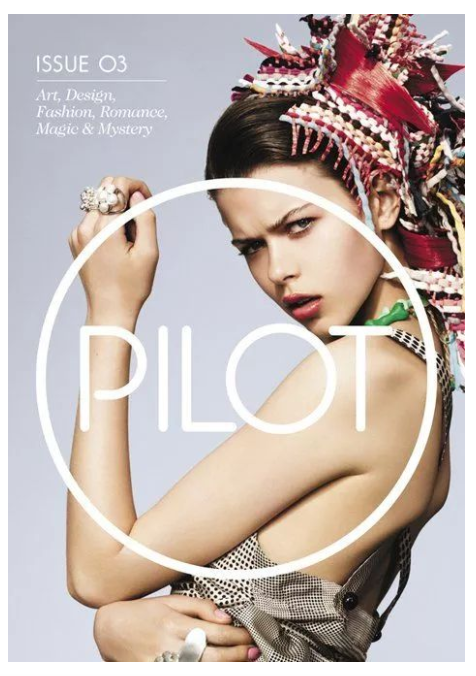 ISSUE 03
Art, Design,
Fashion, Romance,
Magic & Mystery
PILOT